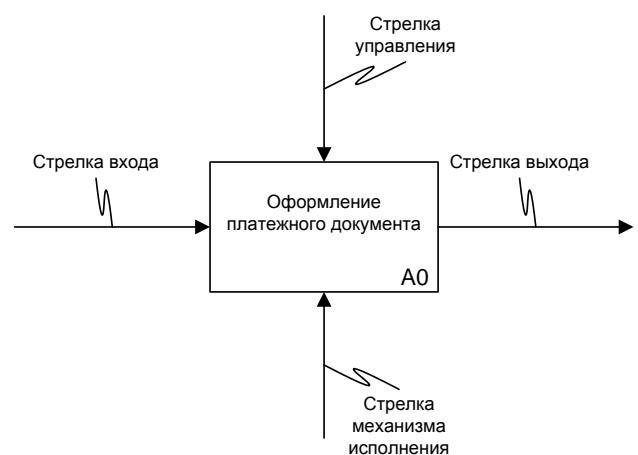 Стрелка
управления
Стрелка входа
Стрелка выхода
Оформление
платежного документа
A0
Стрелка
механизма
исполнения